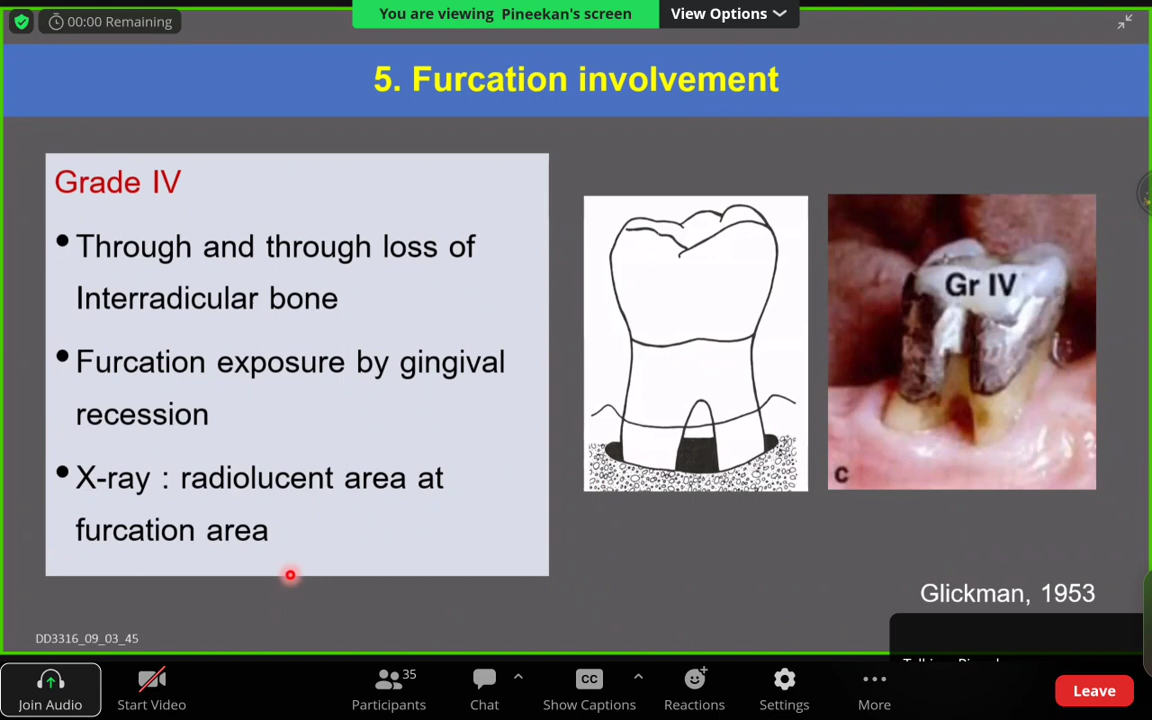 00:00 Remaining
You are viewing Pineekan's screen
View Options
5. Furcation involvement
Grade IV
• Through and through loss of
Interradicular bone
• Furcation exposure by gingival
recession
• X-ray : radiolucent area at
furcation area
Gr IV
C
Glickman, 1953
DD3316_09_03_45
Join Audio
Start Video
Participants
35
Chat
CC
Show Captions
Reactions
Settings
More
Leave